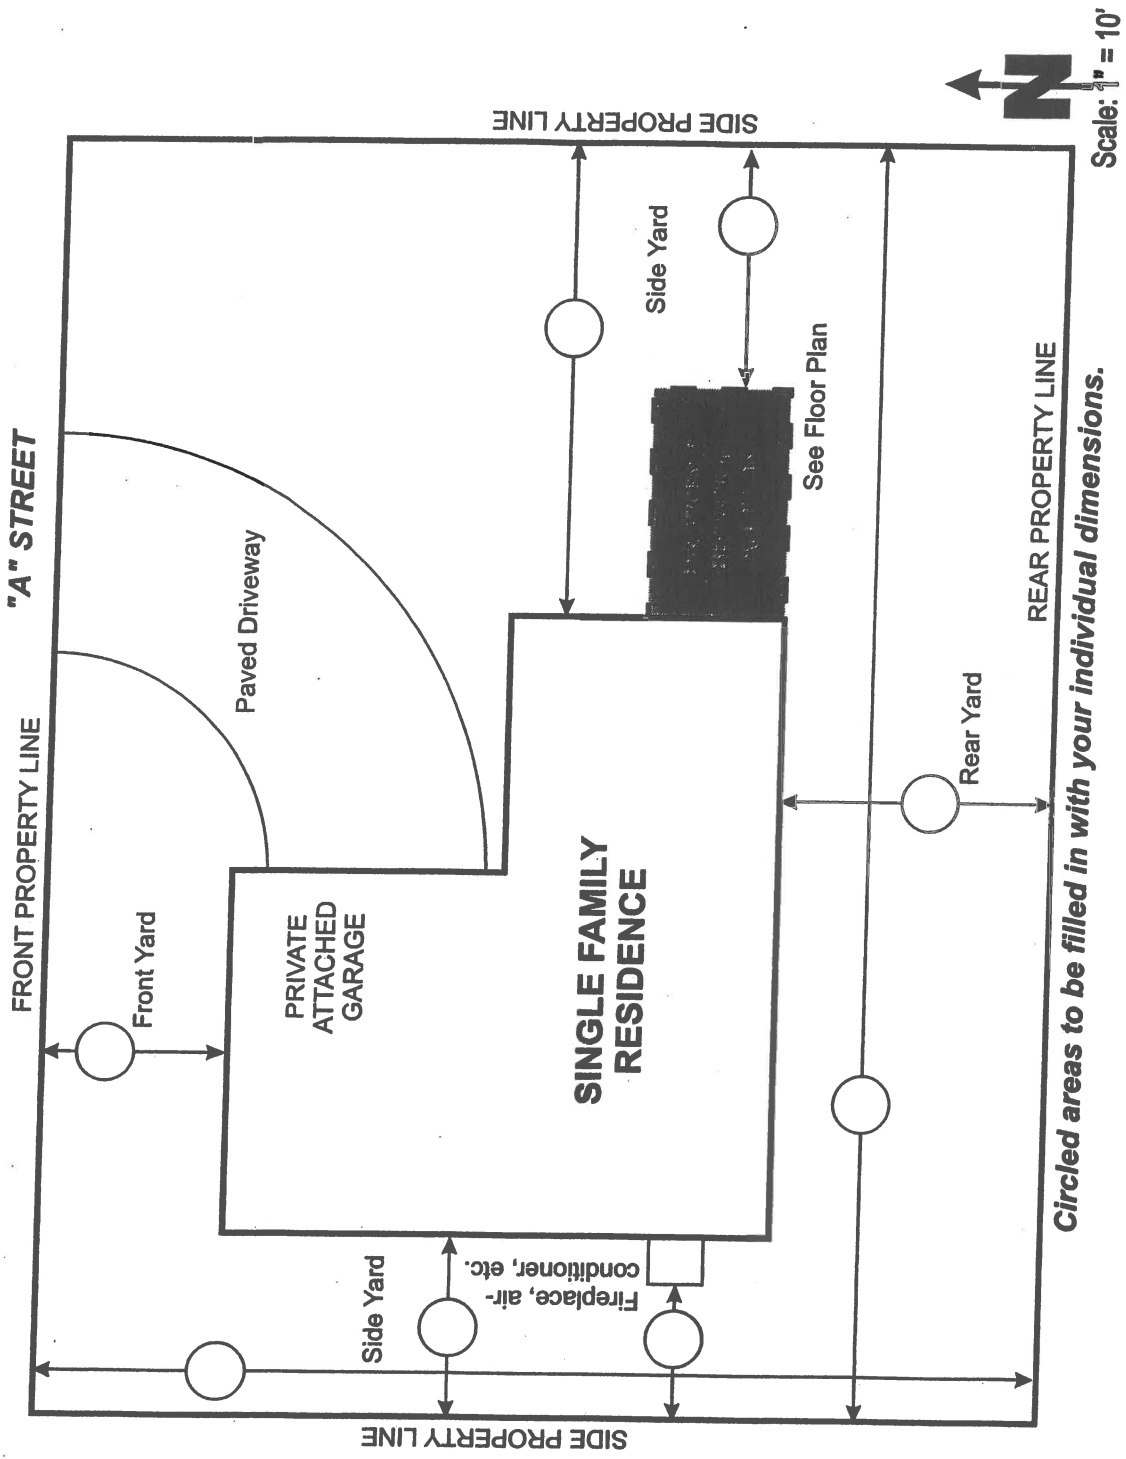 "A" STREET
FRONT PROPERTY LINE
Front Yard
Paved Driveway
PRIVATE
ATTACHED
GARAGE
Side Yard
SIDE PROPERTY LINE
SIDE PROPERTY LINE
Fireplace, air-
conditioner, etc.
SINGLE FAMILY
RESIDENCE
Side Yard
See Floor Plan
Rear Yard
REAR PROPERTY LINE
Circled areas to be filled in with your individual dimensions.
N
Scale: 1" = 10'